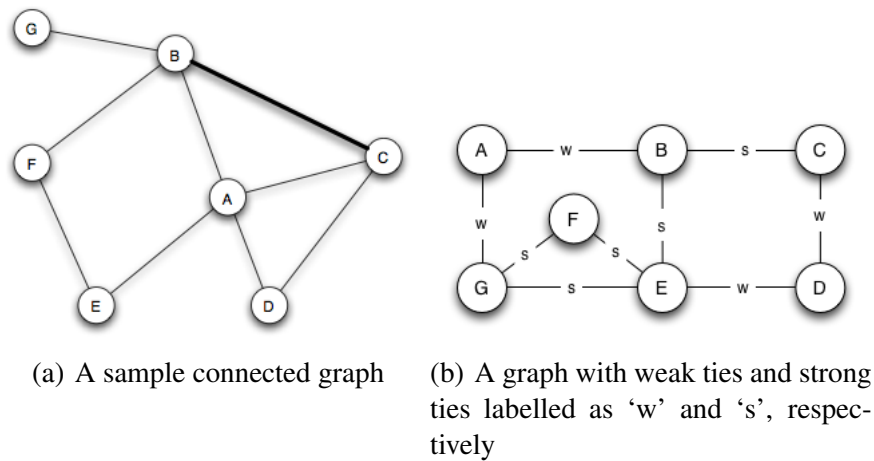 G
B
F
C
A
E
D
A w B s C
w F s w
s s
G s E w D
(a) A sample connected graph
(b) A graph with weak ties and strong
ties labelled as ‘w’ and ‘s’, respec-
tively